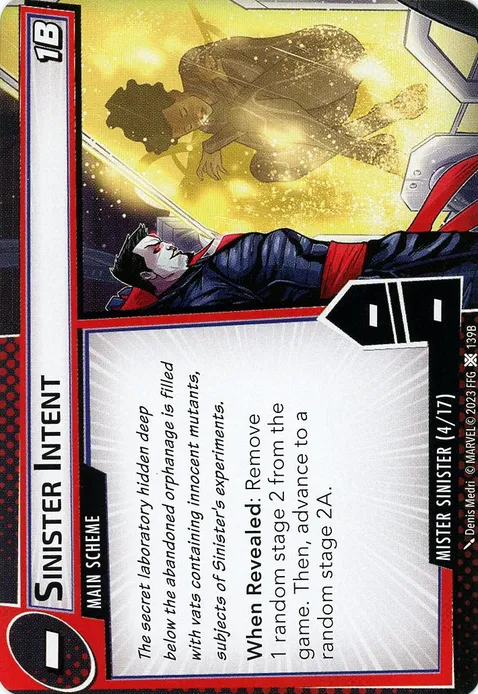 1B
SINISTER INTENT
–
MAIN SCHEME
The secret laboratory hidden deep
below the abandoned orphanage is filled
with vats containing innocent mutants,
subjects of Sinister's experiments.
When Revealed: Remove
1 random stage 2 from the
game. Then, advance to a
random stage 2A.
–
–
MISTER SINISTER (4/17)
Denis Medri © MARVEL © 2023 FFG 139B